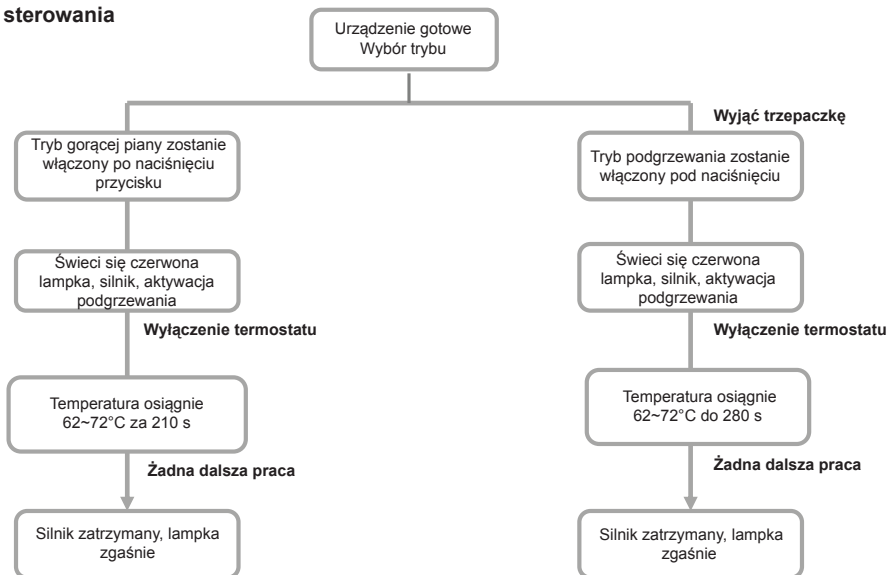 sterowania
Urządzenie gotowe
Wybór trybu
Wyjąć trzepaczkę
Tryb gorącej piany zostanie
włączony po naciśnięciu
przycisku
Tryb podgrzewania zostanie
włączony pod naciśnięciu
Świeci się czerwona
lampka, silnik, aktywacja
podgrzewania
Świeci się czerwona
lampka, silnik, aktywacja
podgrzewania
Wyłączenie termostatu
Wyłączenie termostatu
Temperatura osiągnie
62~72°C za 210 s
Temperatura osiągnie
62~72°C do 280 s
Żadna dalsza praca
Żadna dalsza praca
Silnik zatrzymany, lampka
zgaśnie
Silnik zatrzymany, lampka
zgaśnie